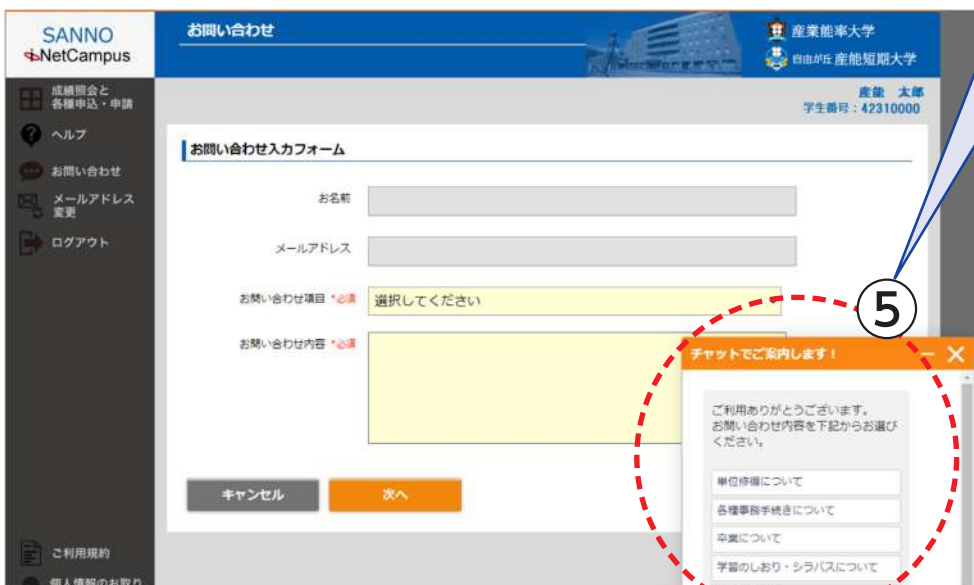 SANNO
iNetCampus
お問い合わせ
産業能率大学
自由が丘 産能短期大学
産能 太郎
学生番号：42310000
成績照会と
各種申込・申請
ヘルプ
お問い合わせ
メールアドレス
変更
ログアウト
お問い合わせ入力フォーム
お名前
メールアドレス
お問い合わせ項目 *必須 選択してください
お問い合わせ内容 *必須
キャンセル
次へ
⑤
チャットでご案内します！
ご利用ありがとうございます。
お問い合わせ内容を下記からお選び
ください。
単位修得について
各種事務手続きについて
卒業について
学習のしおり・シラバスについて
ご利用規約
個人情報のお取り